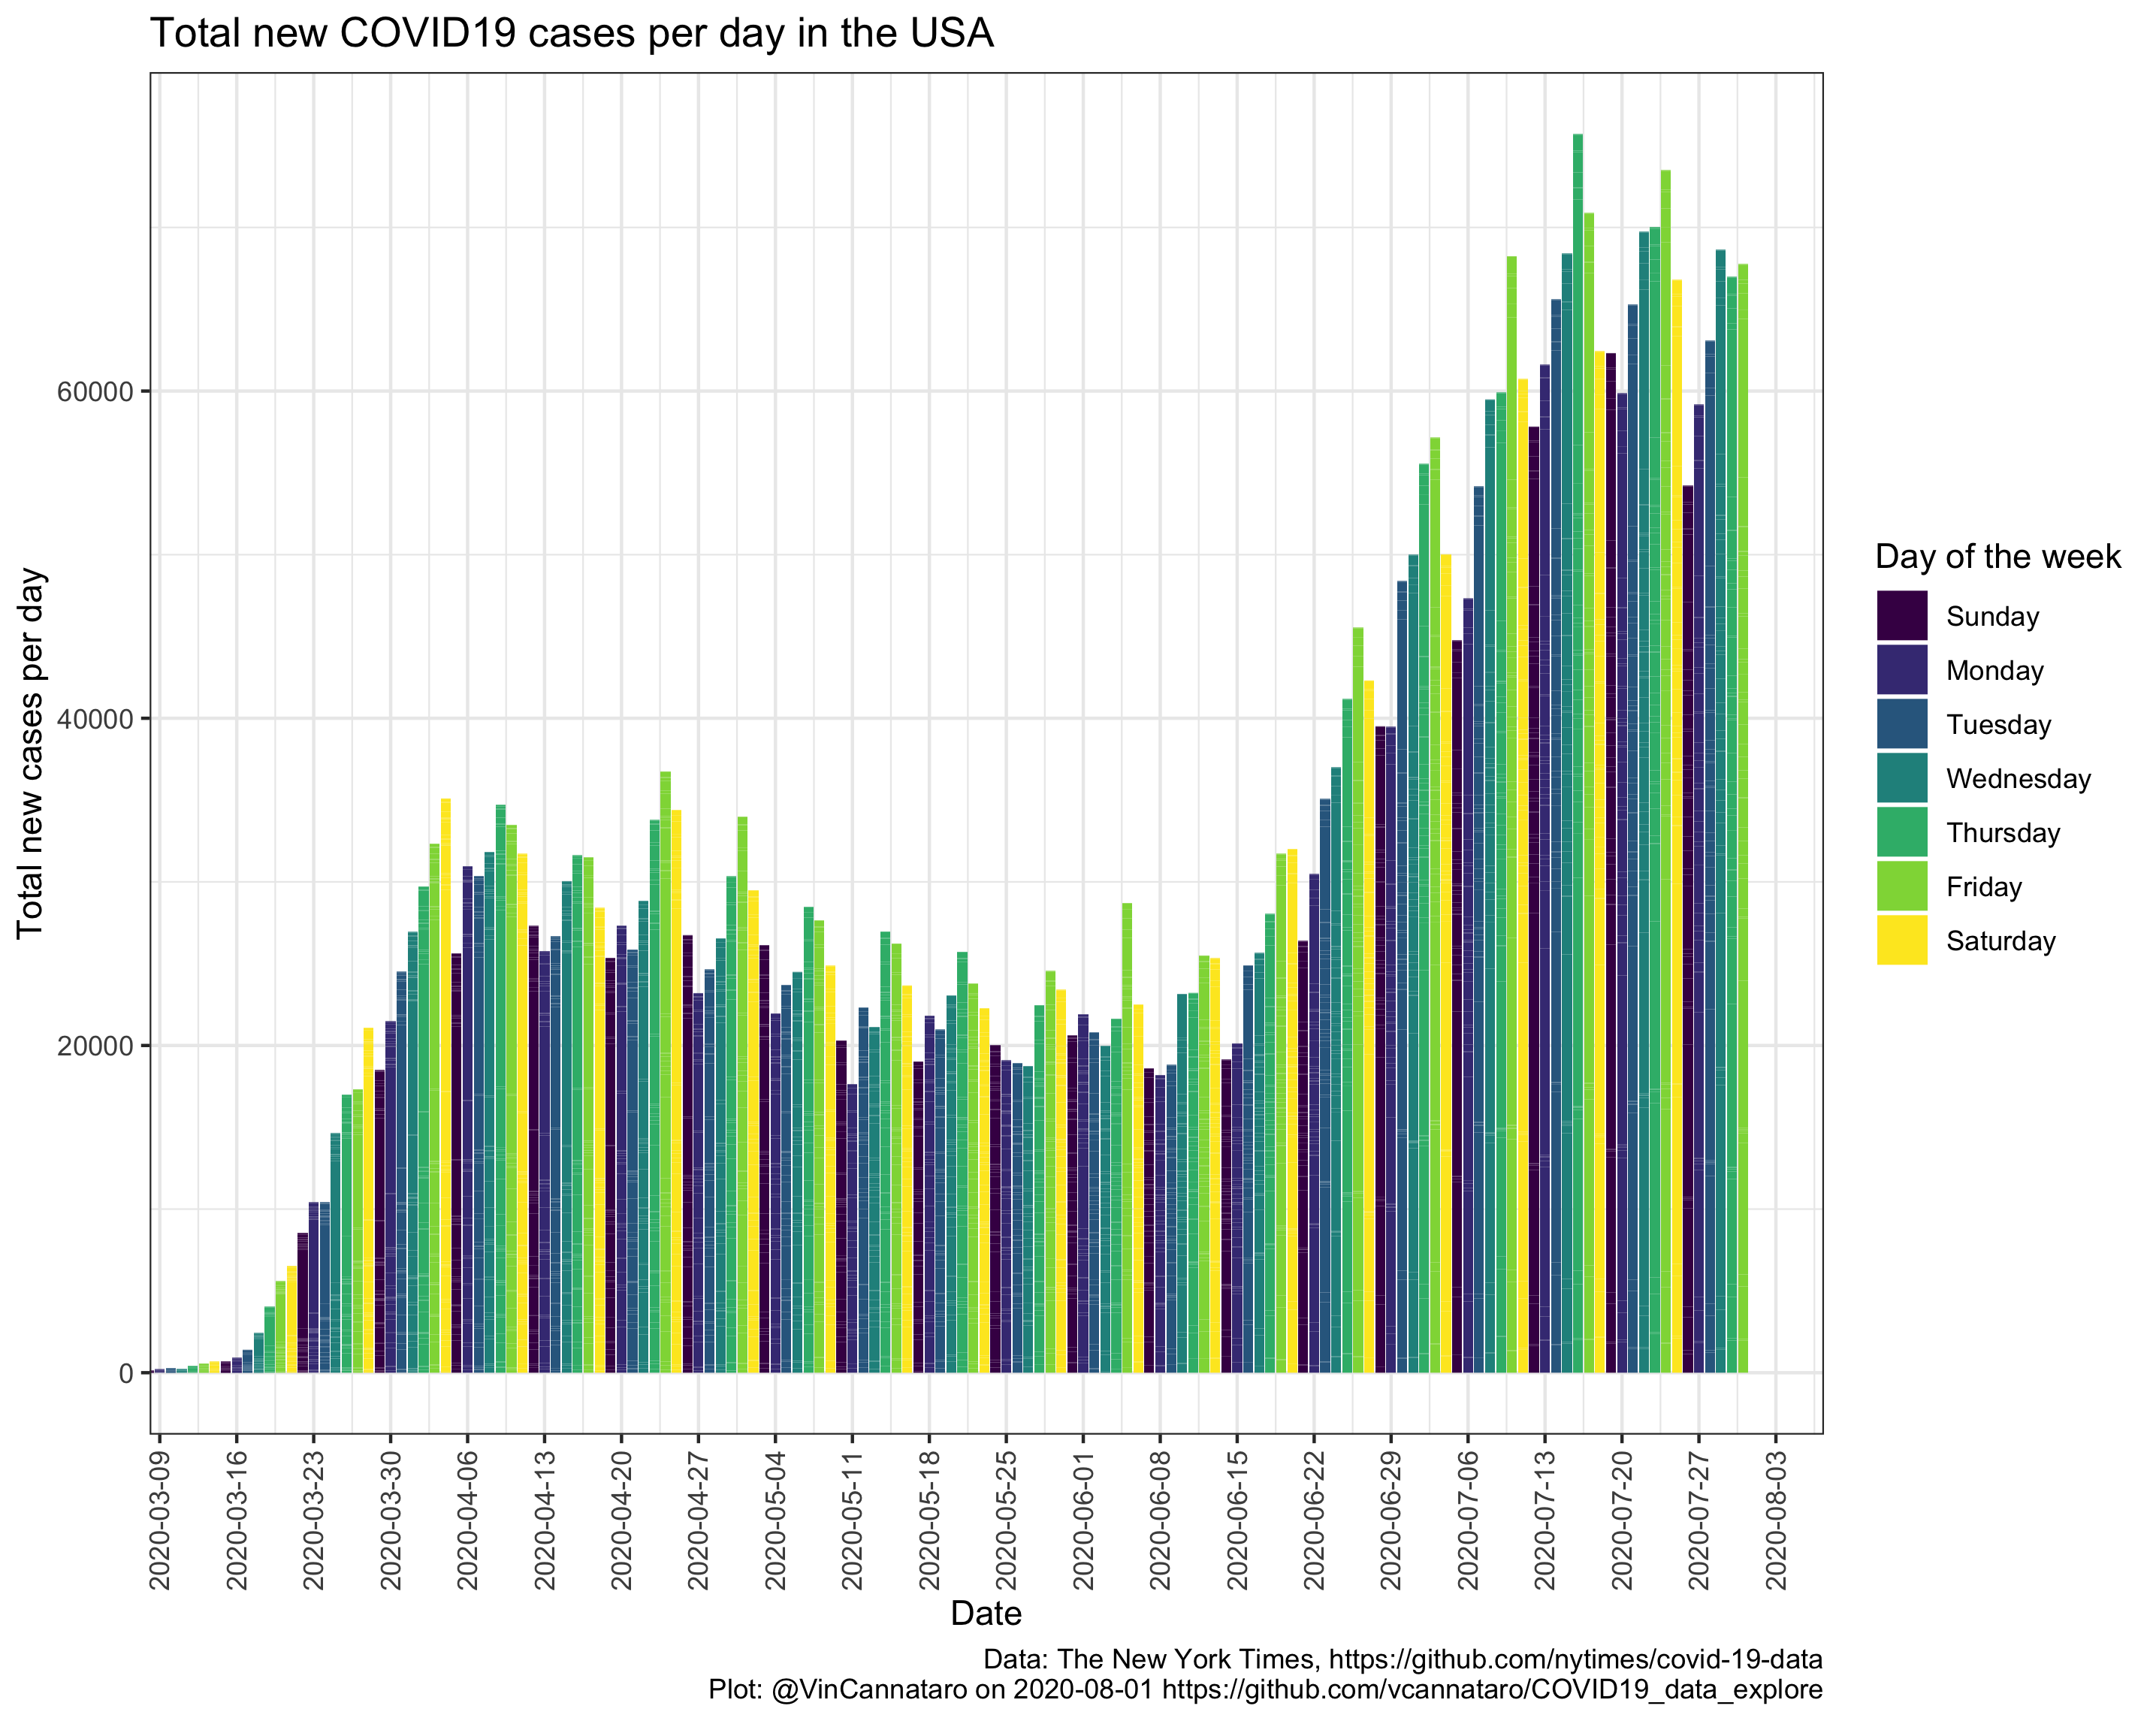 Total new COVID19 cases per day in the USA
Total new cases per day
60000
40000
20000
0
2020-03-09
2020-03-16
2020-03-23
2020-03-30
2020-04-06
2020-04-13
2020-04-20
2020-04-27
2020-05-04
2020-05-11
2020-05-18
2020-05-25
2020-06-01
2020-06-08
2020-06-15
2020-06-22
2020-06-29
2020-07-06
2020-07-13
2020-07-20
2020-07-27
2020-08-03
Date
Day of the week
Sunday
Monday
Tuesday
Wednesday
Thursday
Friday
Saturday
Data: The New York Times, https://github.com/nytimes/covid-19-data
Plot: @VinCannataro on 2020-08-01 https://github.com/vcannataro/COVID19_data_explore